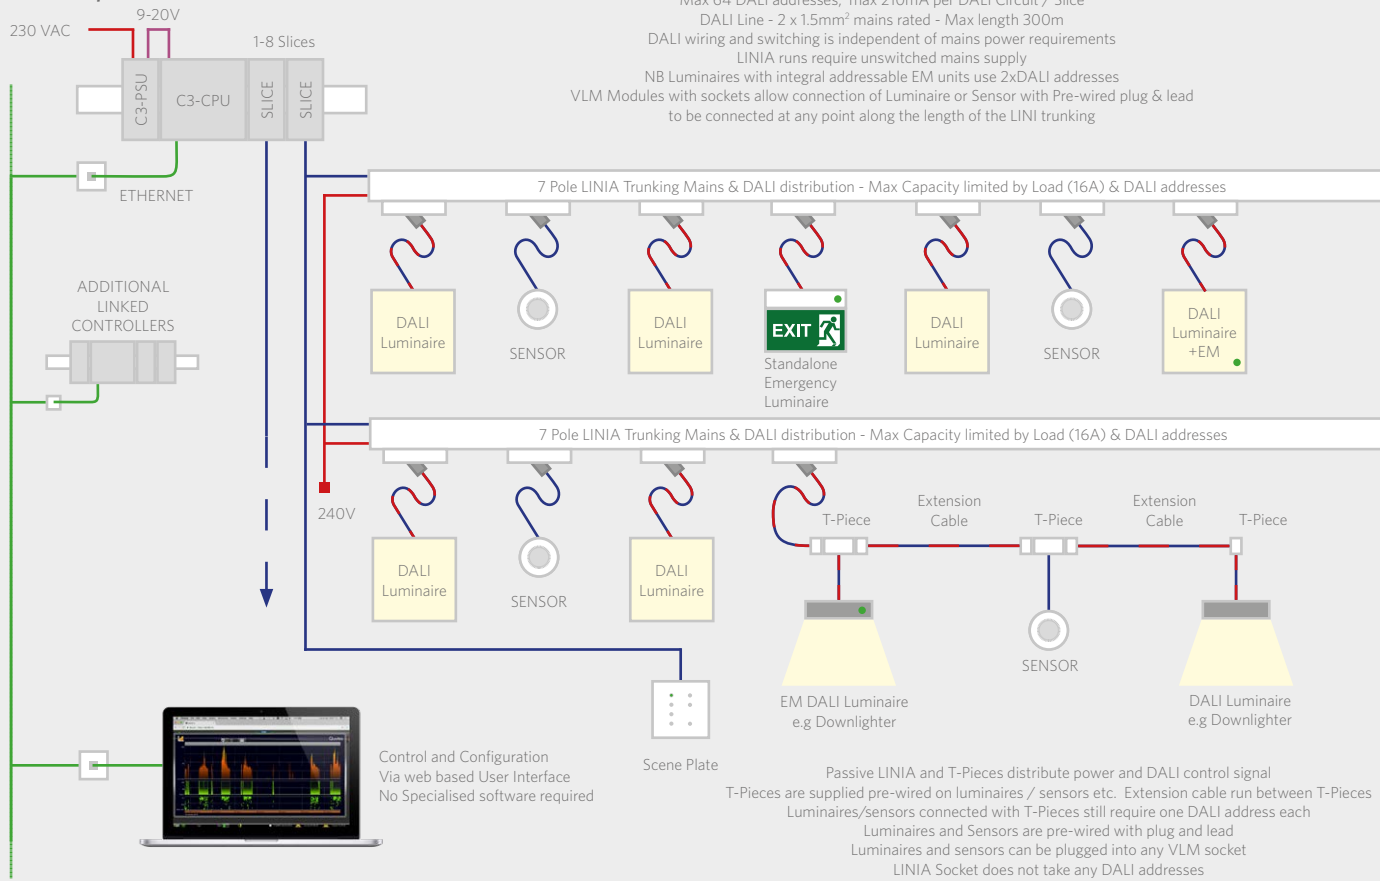 Max 64 DALI addresses, max 210mA per DALI Circuit / Slice
9-20V
230 VAC
DALI Line - 2 x 1.5mm² mains rated - Max length 300m
1-8 Slices
DALI wiring and switching is independent of mains power requirements
LINIA runs require unswitched mains supply
NB Luminaires with integral addressable EM units use 2xDALI addresses
VLM Modules with sockets allow connection of Luminaire or Sensor with Pre-wired plug & lead
to be connected at any point along the length of the LINI trunking
C3-PSU
C3-CPU
SLICE
SLICE
ETHERNET
7 Pole LINIA Trunking Mains & DALI distribution - Max Capacity limited by Load (16A) & DALI addresses
ADDITIONAL
LINKED
CONTROLLERS
DALI
Luminaire
SENSOR
DALI
Luminaire
EXIT
Standalone
Emergency
Luminaire
DALI
Luminaire
SENSOR
DALI
Luminaire
+EM
7 Pole LINIA Trunking Mains & DALI distribution - Max Capacity limited by Load (16A) & DALI addresses
240V
DALI
Luminaire
SENSOR
DALI
Luminaire
T-Piece
Extension
Cable
T-Piece
Extension
Cable
T-Piece
SENSOR
EM DALI Luminaire
e.g Downlighter
DALI Luminaire
e.g Downlighter
Scene Plate
Control and Configuration
Via web based User Interface
No Specialised software required
Passive LINIA and T-Pieces distribute power and DALI control signal
T-Pieces are supplied pre-wired on luminaires / sensors etc. Extension cable run between T-Pieces
Luminaires/sensors connected with T-Pieces still require one DALI address each
Luminaires and Sensors are pre-wired with plug and lead
Luminaires and sensors can be plugged into any VLM socket
LINIA Socket does not take any DALI addresses